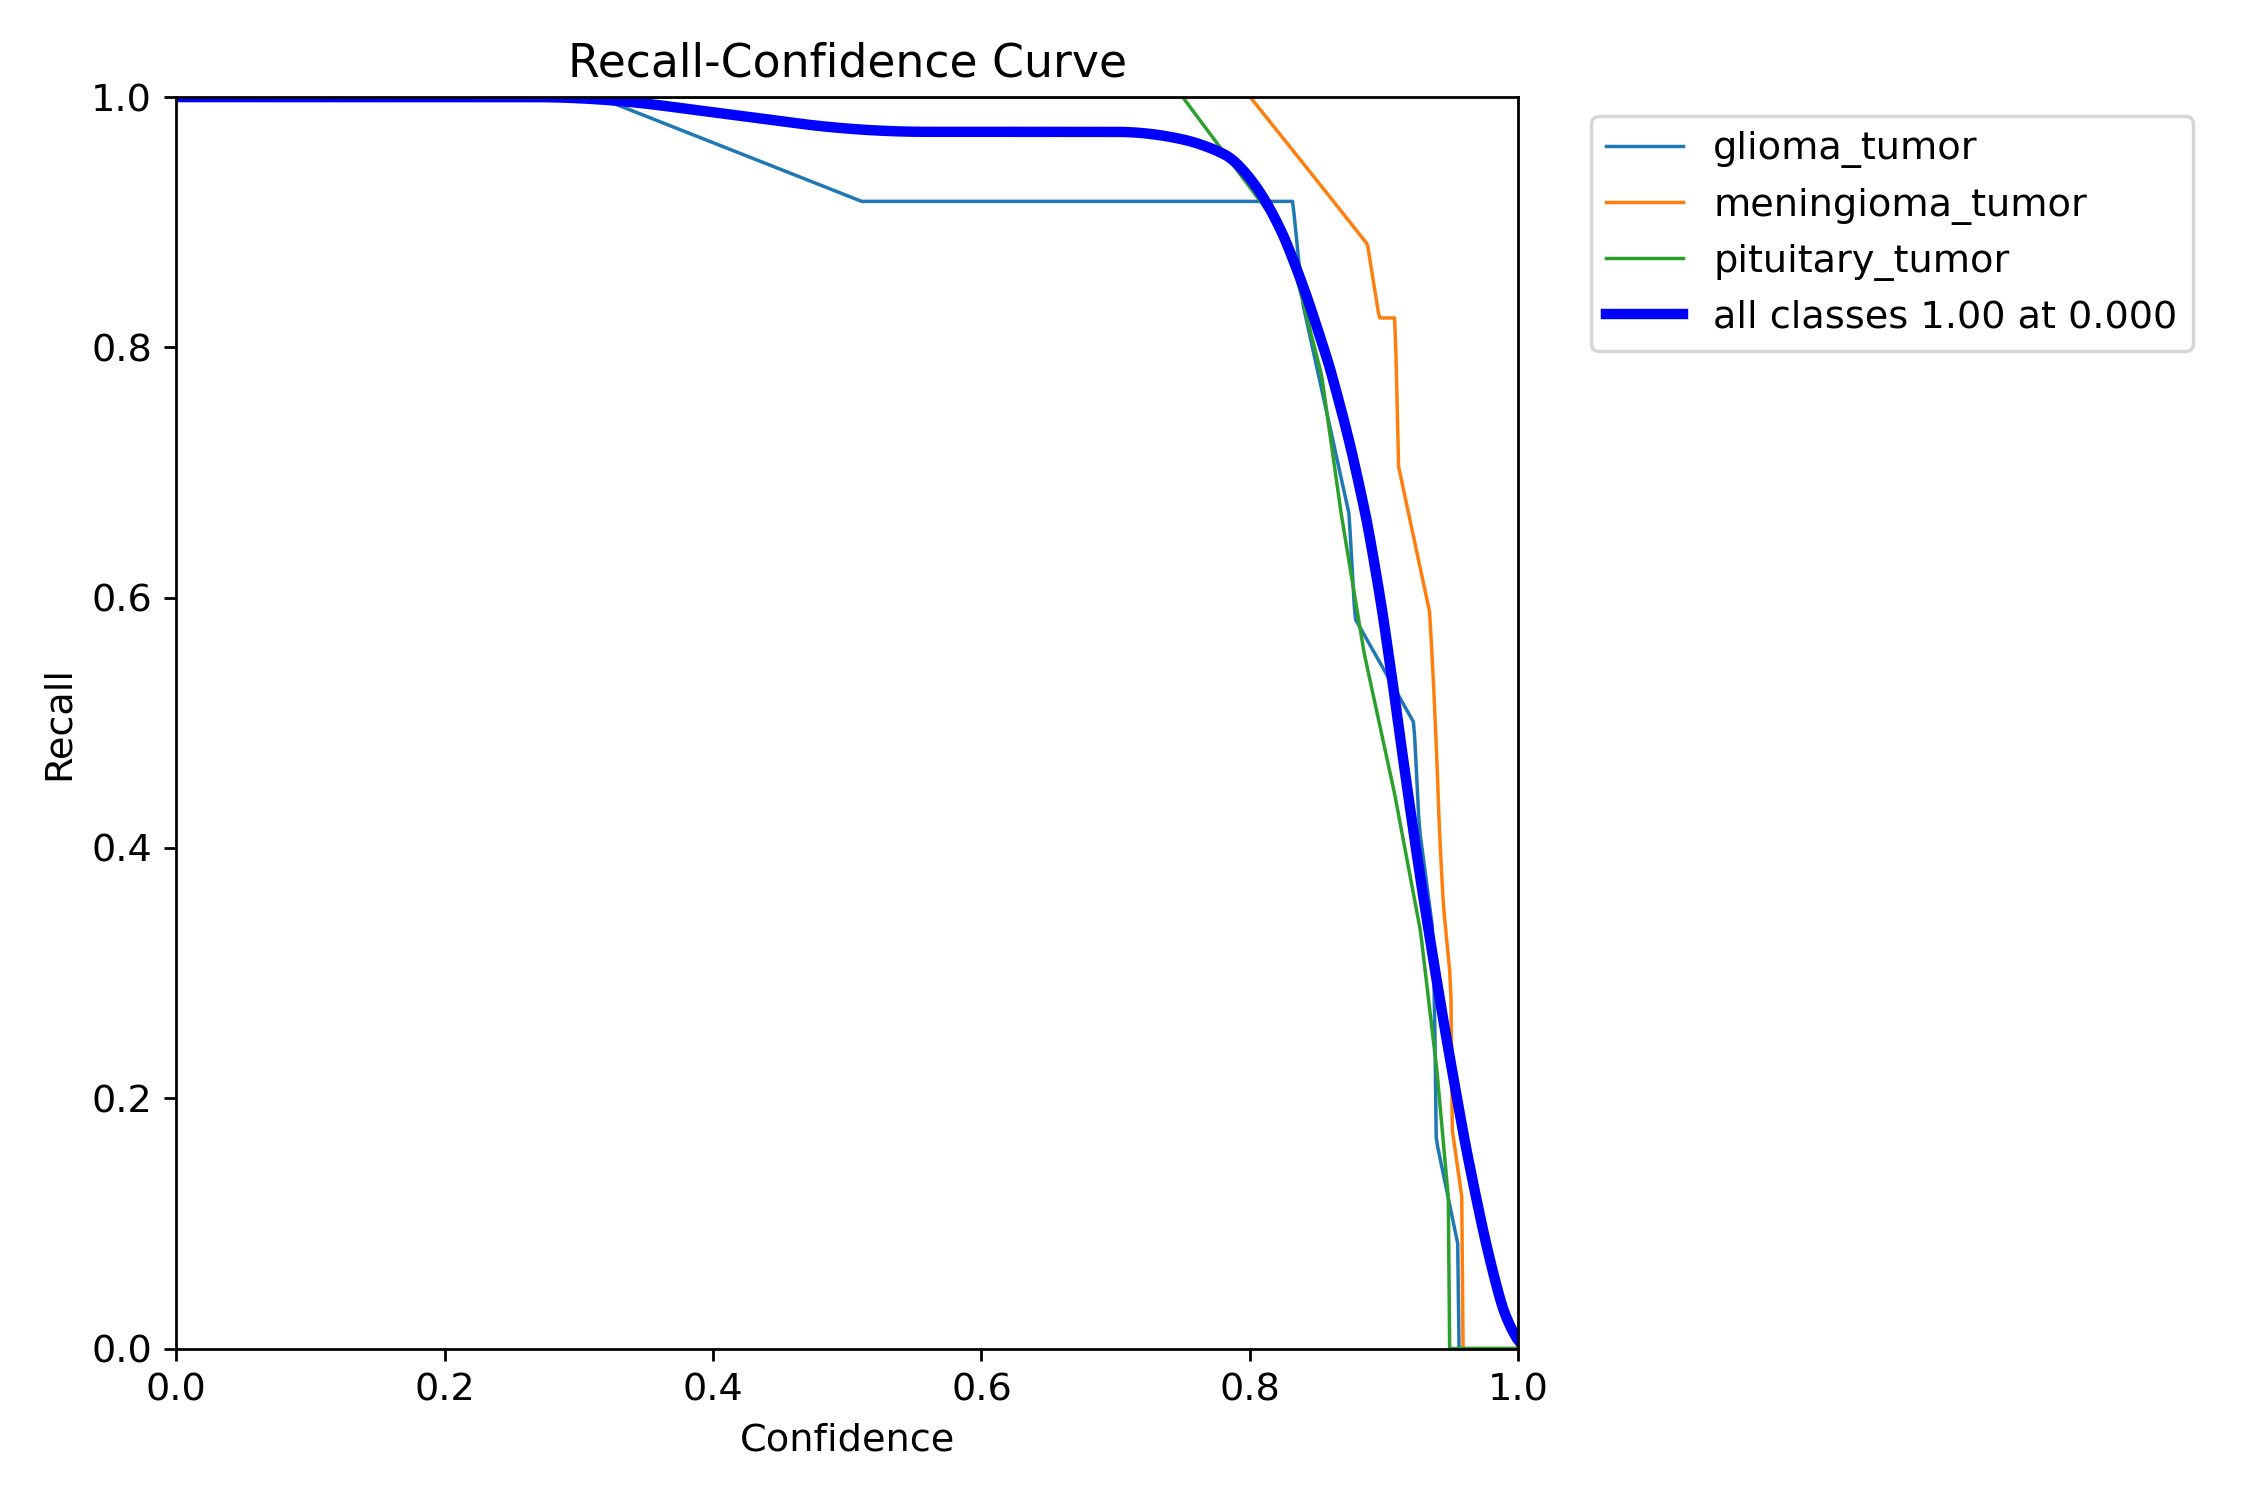 Recall-Confidence Curve
1.0
0.8
0.6
0.4
0.2
0.0
Recall
0.0 0.2 0.4 0.6 0.8 1.0
Confidence
glioma_tumor
meningioma_tumor
pituitary_tumor
all classes 1.00 at 0.000